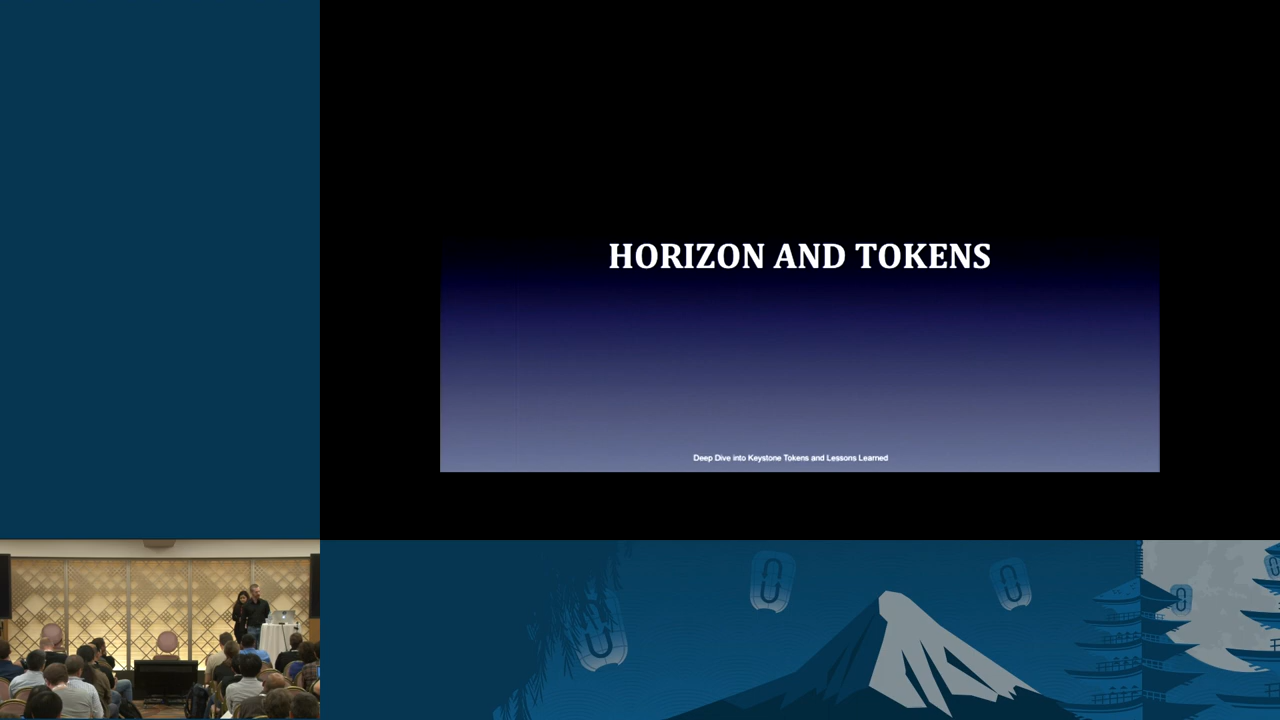 HORIZON AND TOKENS
Deep Dive into Keystone Tokens and Lessons Learned